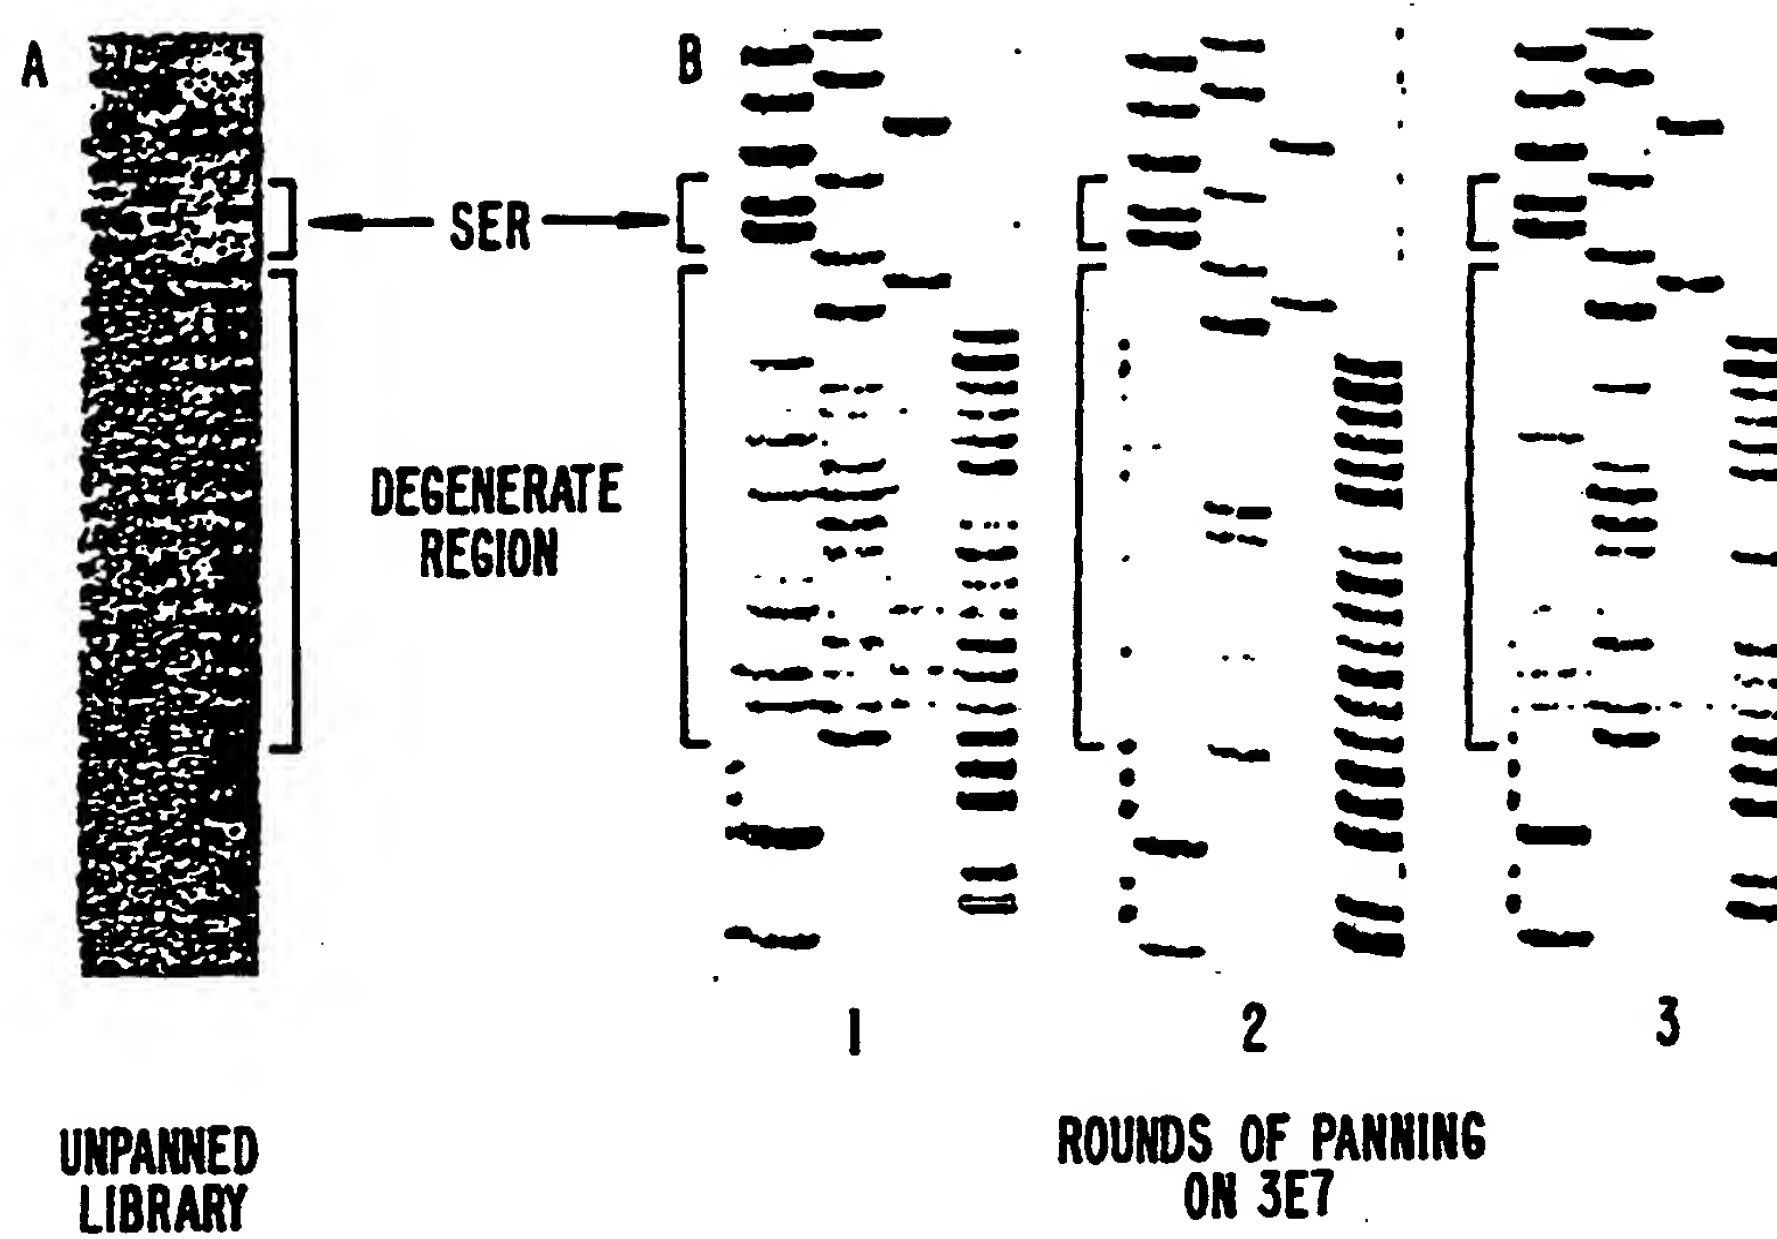 A
B
SER
DEGENERATE
REGION
1
2
3
UNPANNED
LIBRARY
ROUNDS OF PANNING
ON 3E7